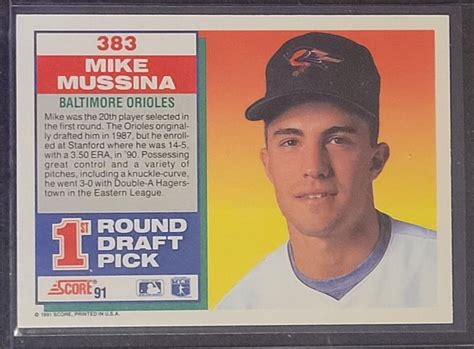 383
MIKE
MUSSINA
BALTIMORE ORIOLES
Mike was the 20th player selected in
the first round. The Orioles original-
ly drafted him in 1987, but he enroll-
ed at Stanford where he was 14-5,
with a 3.50 ERA, in '90. Possessing
great control and a variety of
pitches, including a knuckle-curve,
he went 3-0 with Double-A Hagers-
town in the Eastern League.
1ST ROUND
DRAFT
PICK
SCORE 91
© 1991 SCORE, PRINTED IN U.S.A.